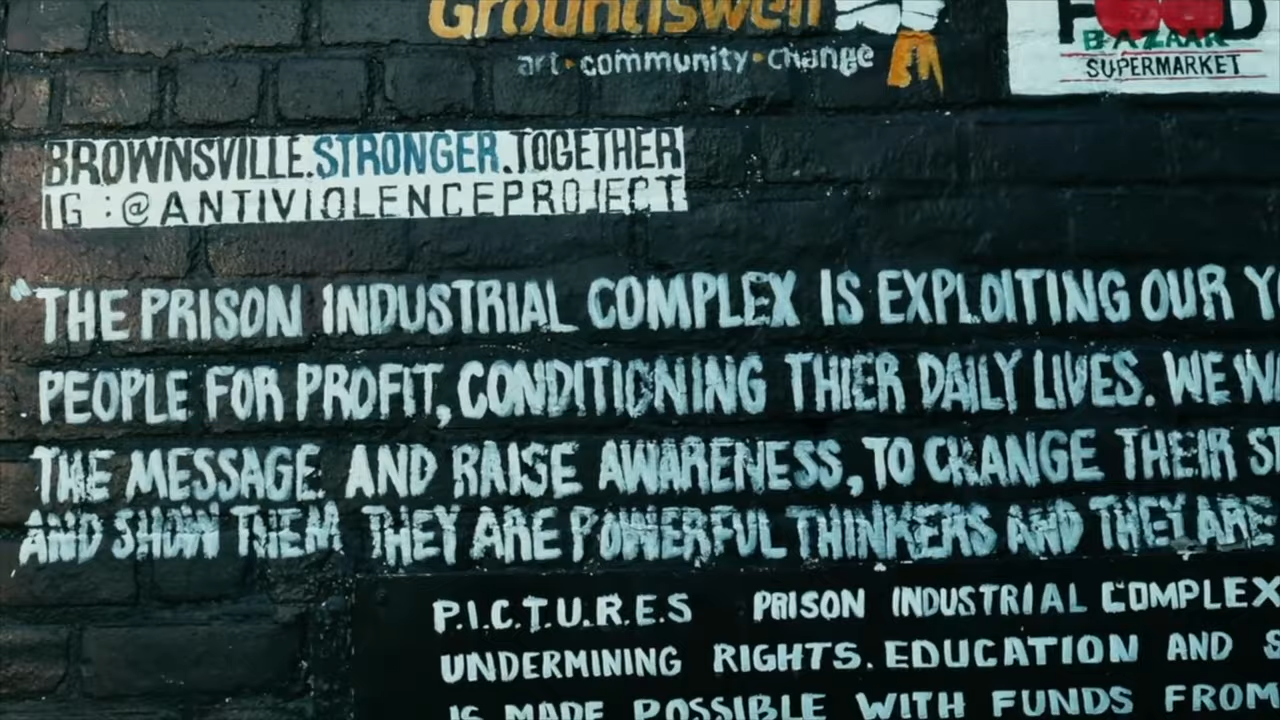 Groundswell
art•community•change
FOOD
BAZAAR
SUPERMARKET
BROWNSVILLE.STRONGER.TOGETHER
IG :@ANTIVIOLENCEPROJECT
"THE PRISON INDUSTRIAL COMPLEX IS EXPLOITING OUR Y
PEOPLE FOR PROFIT, CONDITIONING THIER DAILY LIVES. WE WA
THE MESSAGE AND RAISE AWARENESS, TO CHANGE THEIR ST
AND SHOW THEM THEY ARE POWERFUL THINKERS AND THEY ARE
P.I.C.T.U.R.E.S PRISON INDUSTRIAL COMPLEX
UNDERMINING RIGHTS. EDUCATION AND S
IS MADE POSSIBLE WITH FUNDS FROM